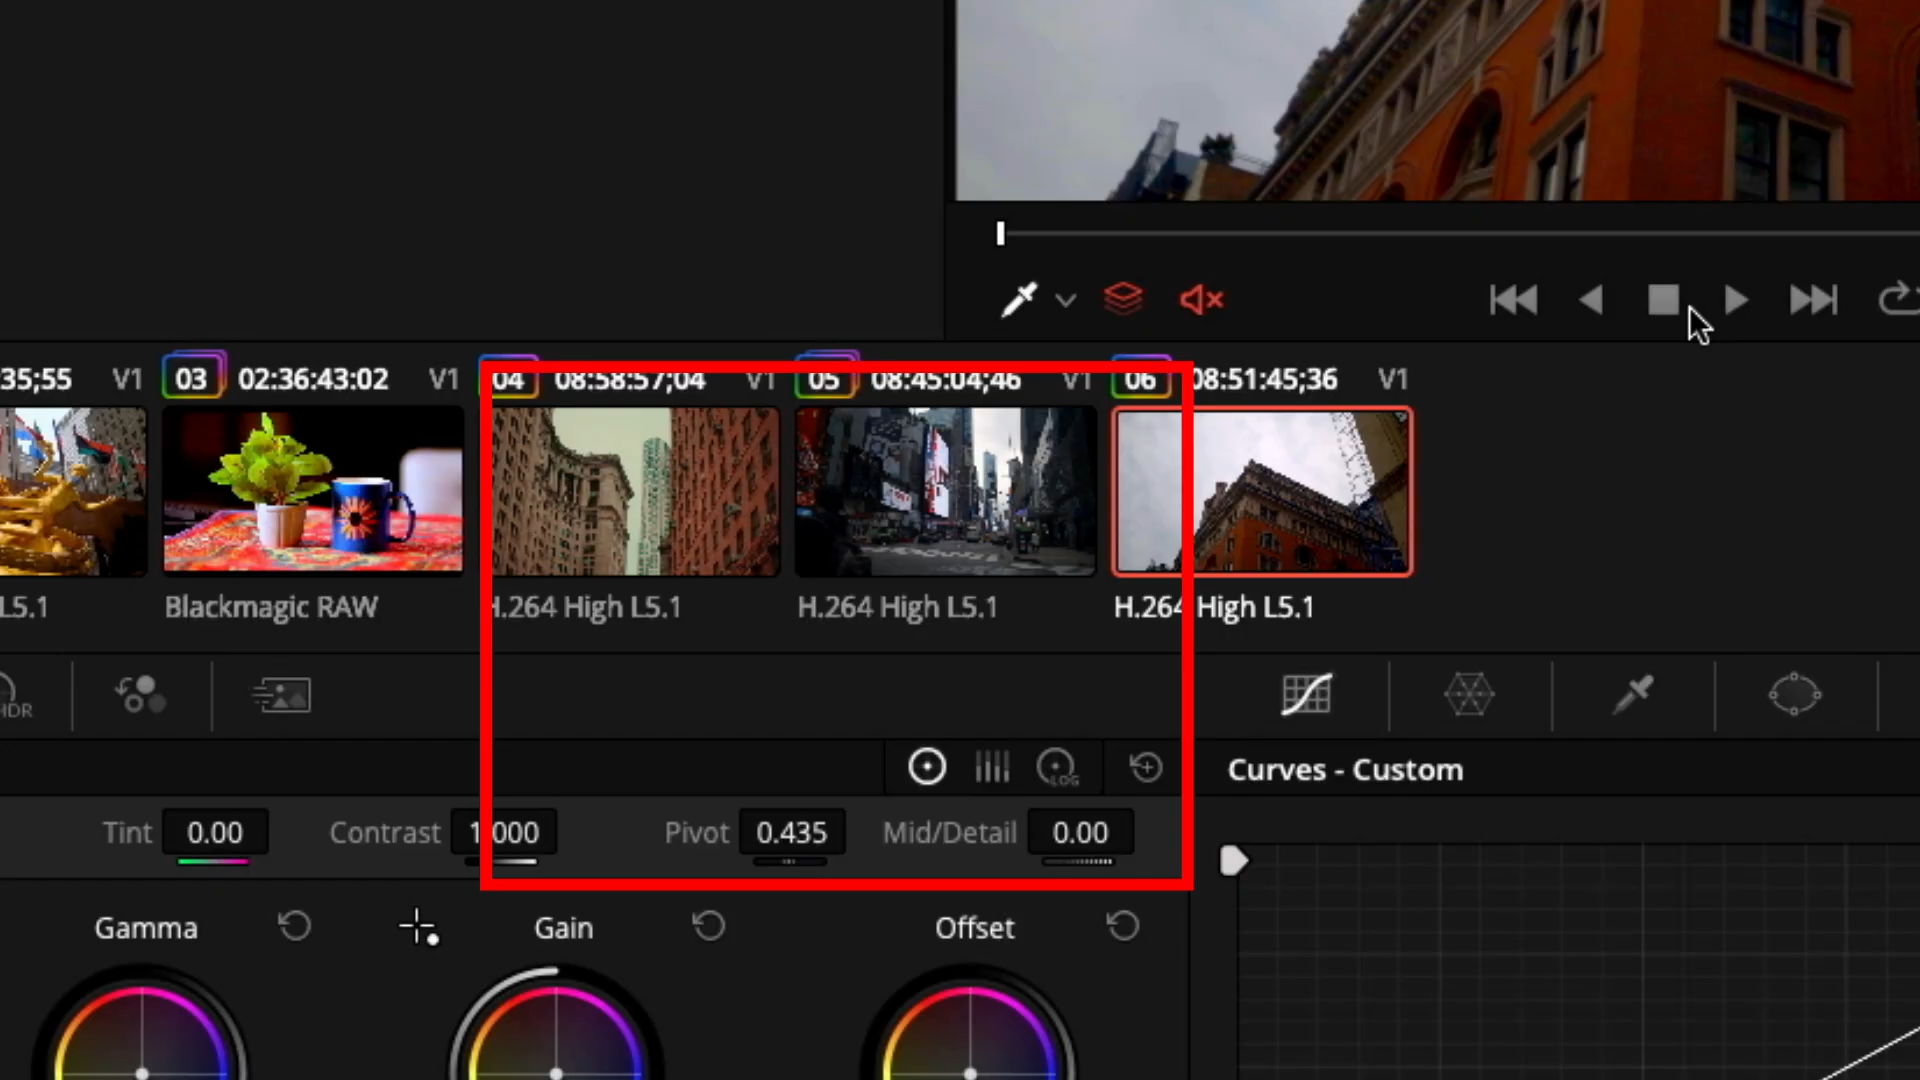 35;55 V1 03 02:36:43:02 V1 04 08:58:57;04 V1 05 08:45:04;46 V1 06 08:51:45;36 V1
L5.1 Blackmagic RAW H.264 High L5.1 H.264 High L5.1 H.264 High L5.1
HDR
LOG
Curves - Custom
Tint 0.00 Contrast 1.000 Pivot 0.435 Mid/Detail 0.00
Gamma Gain Offset